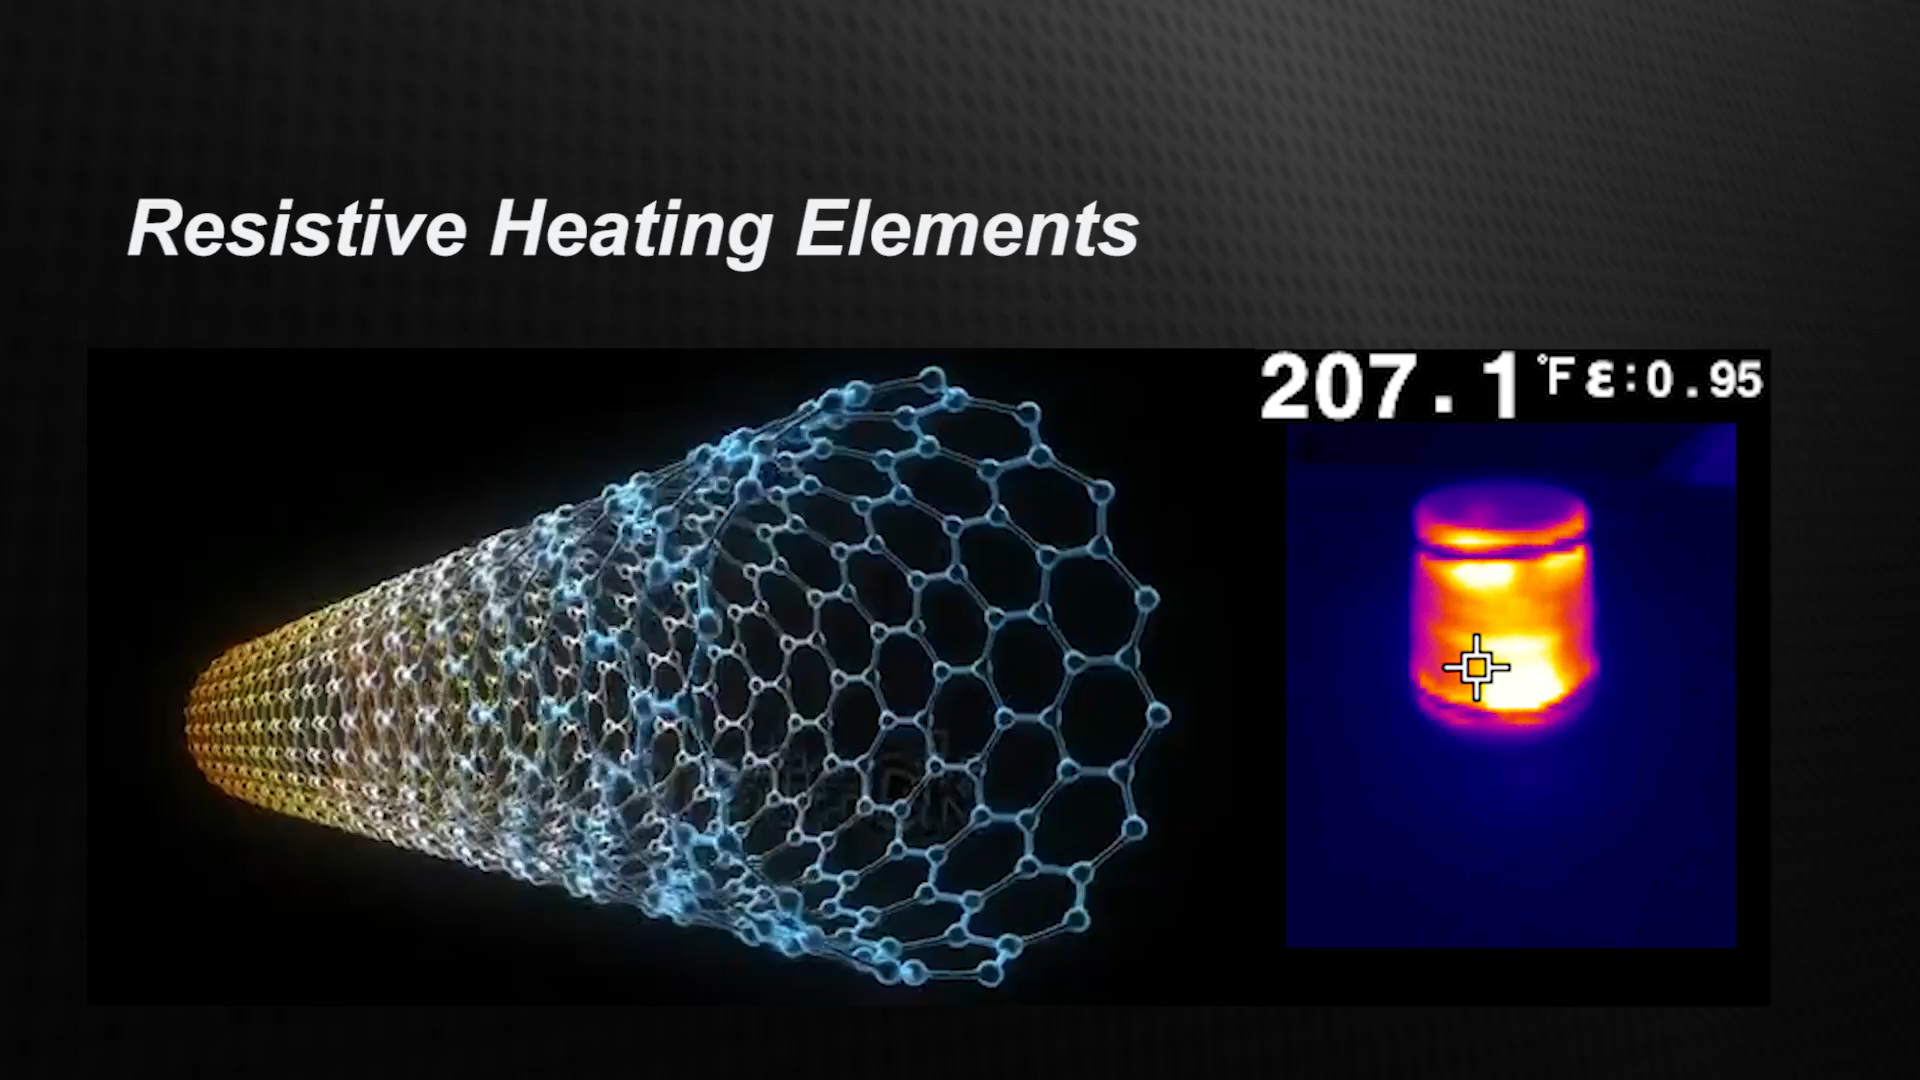 Resistive Heating Elements
207.1 °F ε:0.95